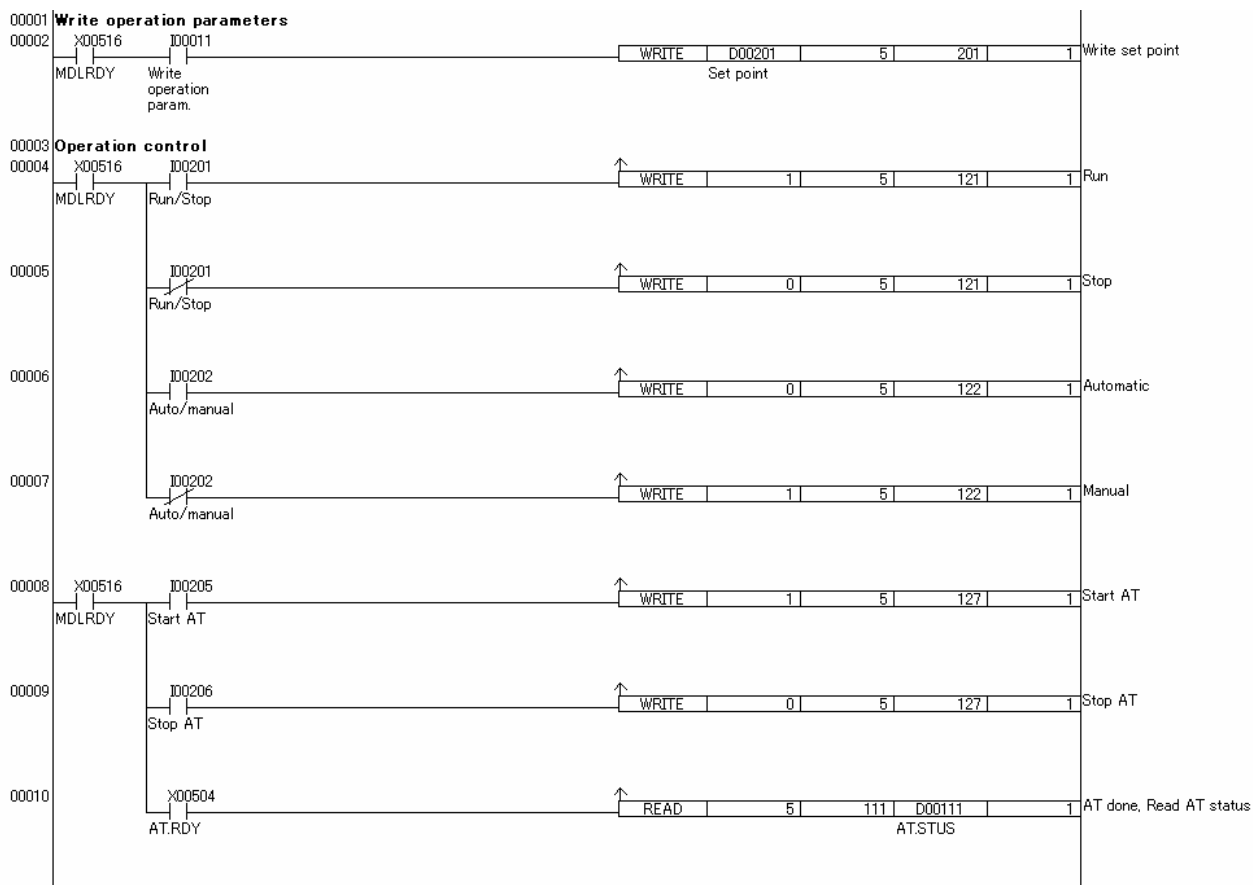 00001 Write operation parameters
00002 X00516 I00011
WRITE D00201 5 201 1 Write set point
MDLRDY Write operation param. Set point
00003 Operation control
00004 X00516 I00201
WRITE 1 5 121 1 Run
MDLRDY Run/Stop
00005 I00201
WRITE 0 5 121 1 Stop
Run/Stop
00006 I00202
WRITE 0 5 122 1 Automatic
Auto/manual
00007 I00202
WRITE 1 5 122 1 Manual
Auto/manual
00008 X00516 I00205
WRITE 1 5 127 1 Start AT
MDLRDY Start AT
00009 I00206
WRITE 0 5 127 1 Stop AT
Stop AT
00010 X00504
READ 5 111 D00111 1 AT done, Read AT status
AT.RDY AT.STUS